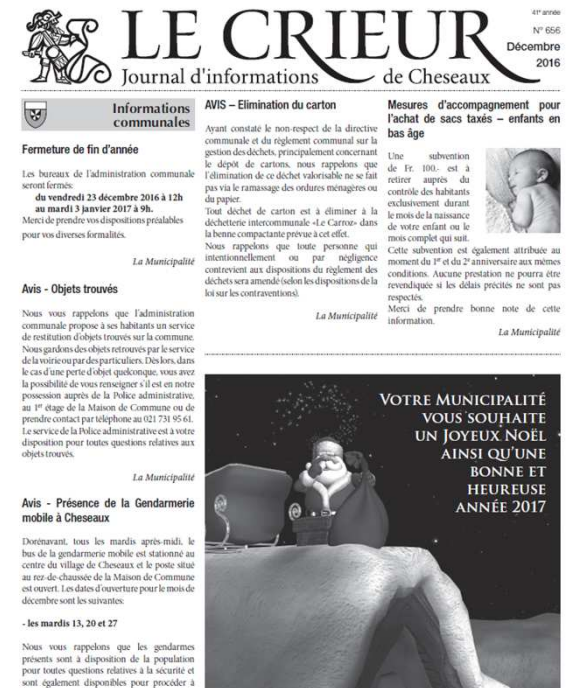 LE CRIEUR
Journal d'informations de Cheseaux
41e année
N° 656
Décembre
2016
Informations
communales
Fermeture de fin d'année
Les bureaux de l'administration communale
seront fermés:
du vendredi 23 décembre 2016 à 12h
au mardi 3 janvier 2017 à 9h.
Merci de prendre vos dispositions préalables
pour vos diverses formalités.
La Municipalité
Avis - Objets trouvés
Nous vous rappelons que l'administration
communale propose à ses habitants un service
de restitution d'objets trouvés sur la commune.
Nous gardons des objets retrouvés par le service
de la voirie ou par des particuliers. Dès lors, dans
le cas d'une perte d'objet quelconque, vous avez
la possibilité de vous renseigner s'il est en notre
possession auprès de la Police administrative,
au 1er étage de la Maison de Commune ou de
prendre contact par téléphone au 021 731 95 61.
Le service de la Police administrative est à votre
disposition pour toutes questions relatives aux
objets trouvés.
La Municipalité
Avis - Présence de la Gendarmerie
mobile à Cheseaux
Dorénavant, tous les mardis après-midi, le
bus de la gendarmerie mobile est stationné au
centre du village de Cheseaux et le poste situé
au rez-de-chaussée de la Maison de Commune
est ouvert. Les dates d'ouverture pour le mois de
décembre sont les suivantes:
- les mardis 13, 20 et 27
Nous vous rappelons que les gendarmes
présents sont à disposition de la population
pour toutes questions relatives à la sécurité et
sont également disponibles pour procéder à
AVIS – Elimination du carton
Ayant constaté le non-respect de la directive
communale et du règlement communal sur la
gestion des déchets, principalement concernant
le dépôt de cartons, nous rappelons que
l'élimination de ce déchet valorisable ne se fait
pas via le ramassage des ordures ménagères ou
du papier.
Tout déchet de carton est à éliminer à la
déchetterie intercommunale «Le Carroz» dans
la benne compactante prévue à cet effet.
Nous rappelons que toute personne qui
intentionnellement ou par négligence
contrevient aux dispositions du règlement des
déchets sera amendé (selon les dispositions de la
loi sur les contraventions).
La Municipalité
Mesures d'accompagnement pour
l'achat de sacs taxés – enfants en
bas âge
Une subvention
de Fr. 100.- est à
retirer auprès du
contrôle des habitants
exclusivement durant
le mois de la naissance
de votre enfant ou le
mois complet qui suit.
Cette subvention est également attribuée au
moment du 1er et du 2e anniversaire aux mêmes
conditions. Aucune prestation ne pourra être
revendiquée si les délais précités ne sont pas
respectés.
Merci de prendre bonne note de cette
information.
La Municipalité
Votre Municipalité
vous souhaite
un Joyeux Noël
ainsi qu'une
bonne et
heureuse
année 2017